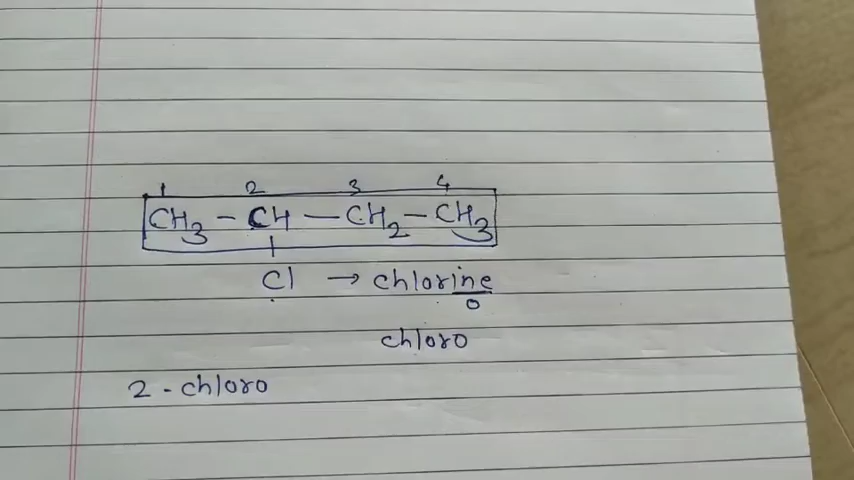 1 2 3 4
CH3 - CH - CH2 - CH3
Cl → chlorine
o
chloro
2 - chloro